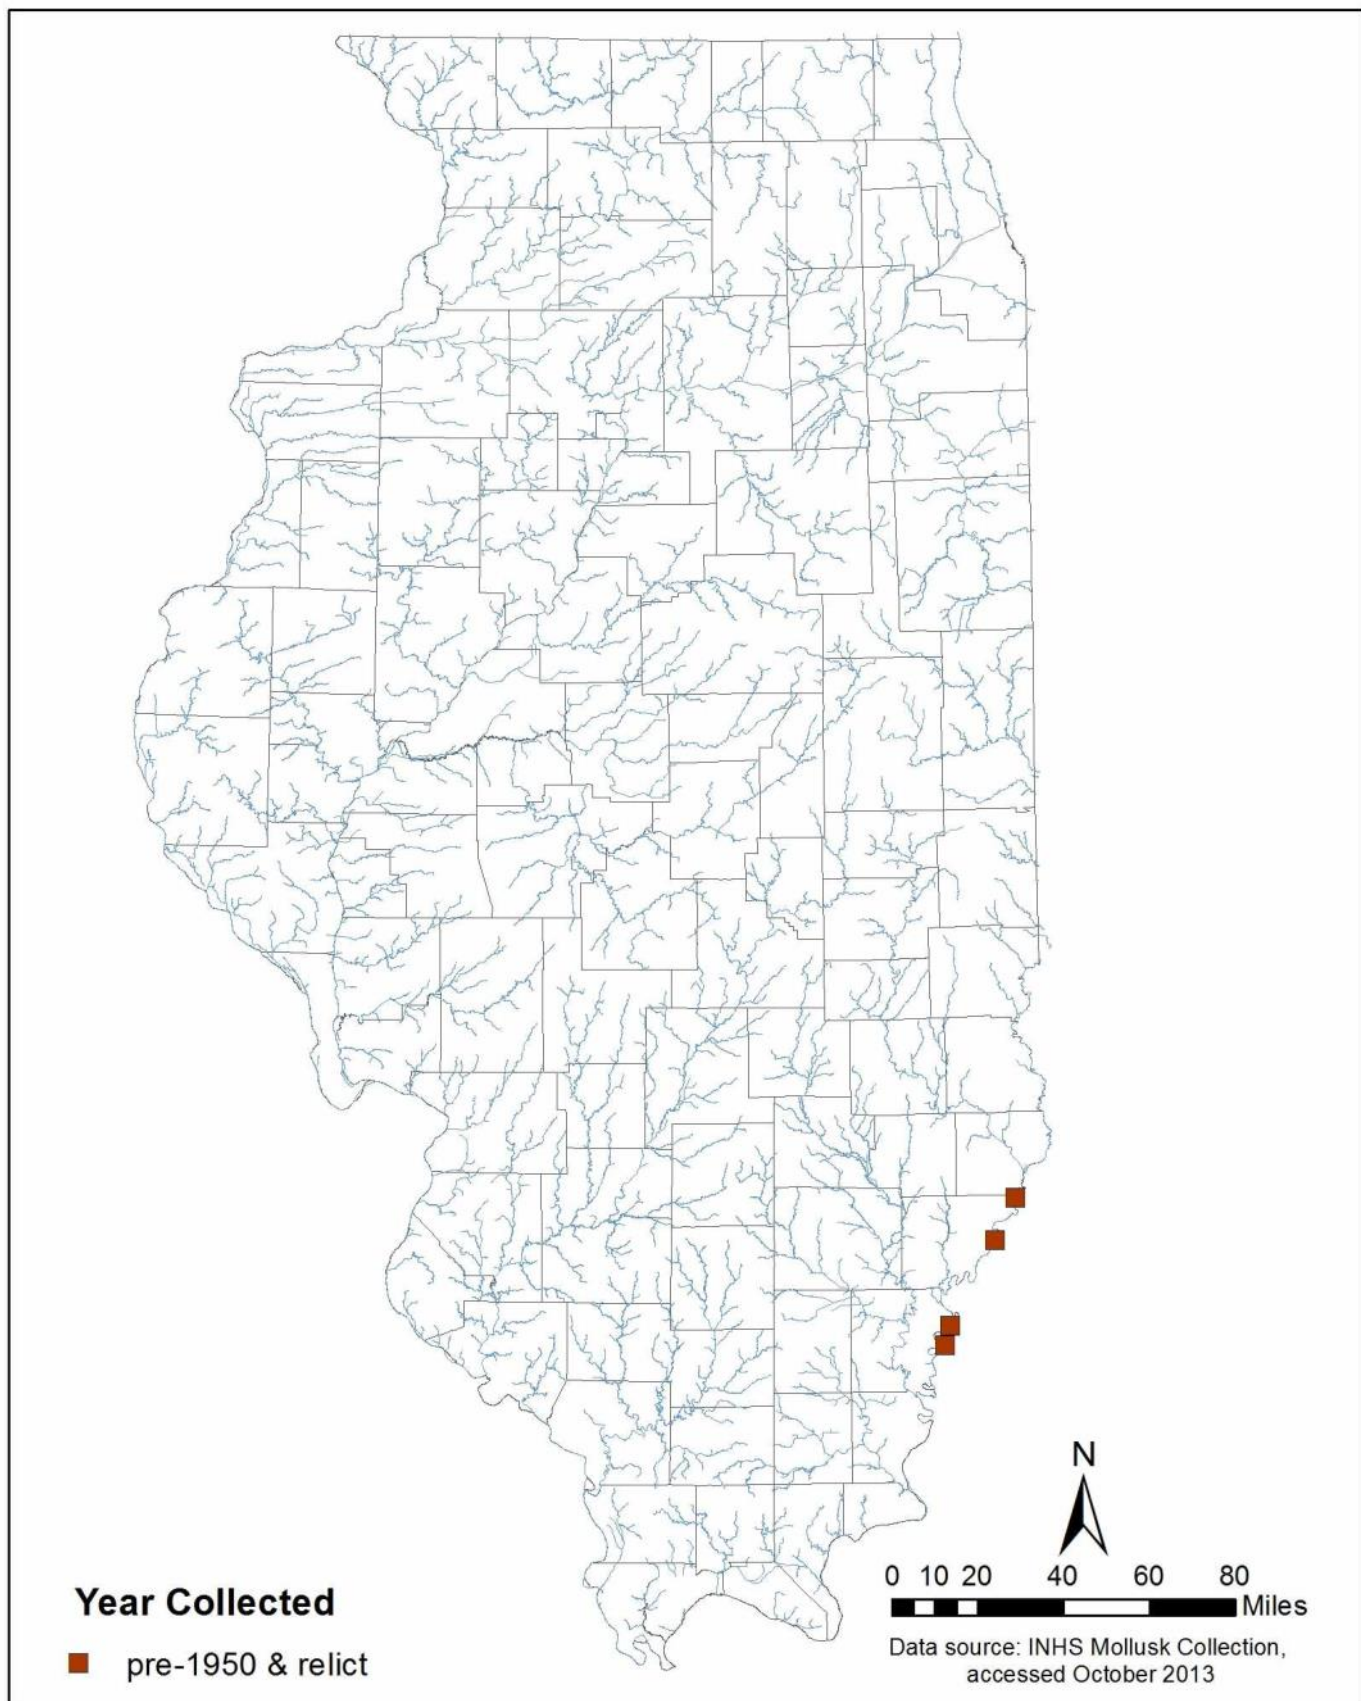 N
0 10 20 40 60 80
Miles
Year Collected
pre-1950 & relict
Data source: INHS Mollusk Collection,
accessed October 2013